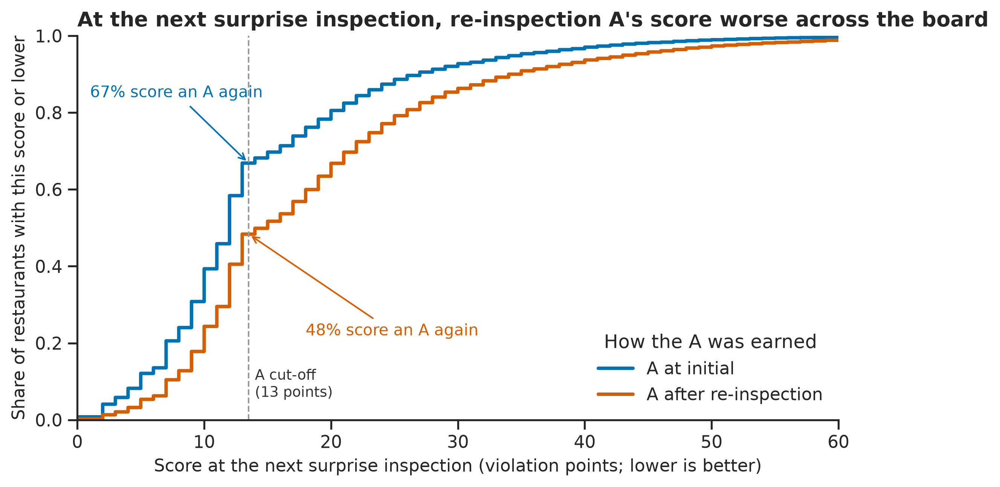 At the next surprise inspection, re-inspection A's score worse across the board
Share of restaurants with this score or lower
1.0
0.8
0.6
0.4
0.2
0.0
67% score an A again
48% score an A again
A cut-off
(13 points)
How the A was earned
A at initial
A after re-inspection
0 10 20 30 40 50 60
Score at the next surprise inspection (violation points; lower is better)